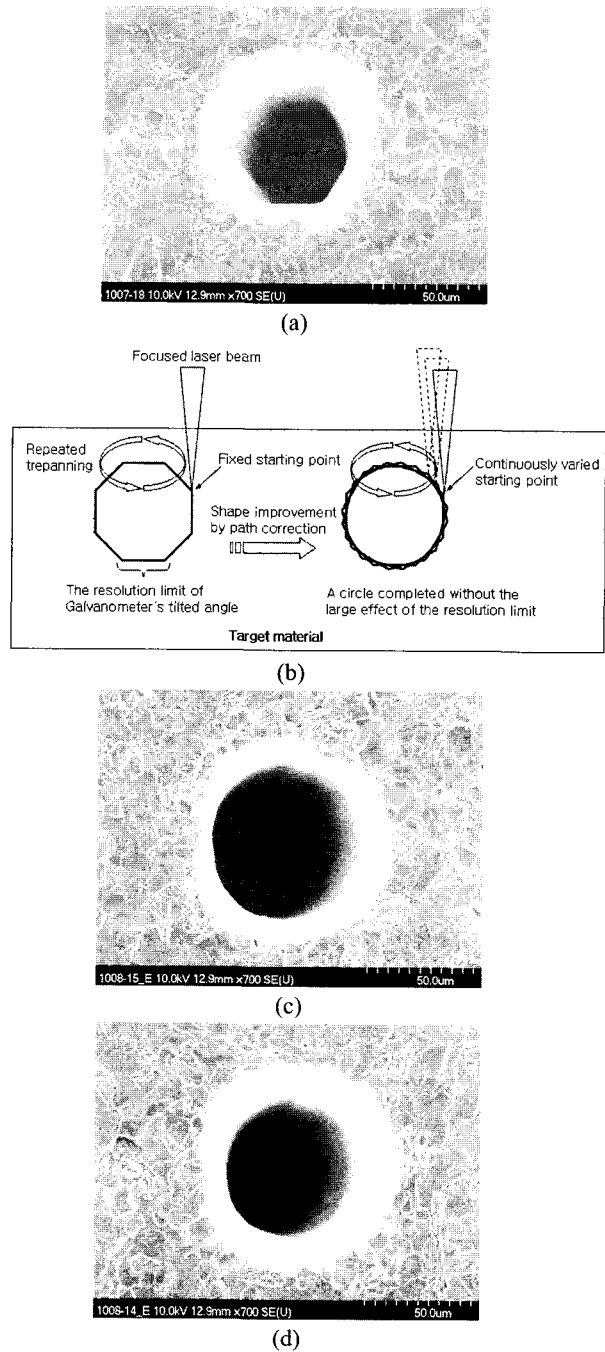 1007-18 10.0kV 12.9mm x700 SE(U) 50.0um
(a)
Focused laser beam
Repeated
trepanning
Fixed starting point
Continuously varied
starting point
Shape improvement
by path correction
The resolution limit of
Galvanometer's tilted angle
A circle completed without the
large effect of the resolution limit
Target material
(b)
1008-15_E 10.0kV 12.9mm x700 SE(U) 50.0um
(c)
1008-14_E 10.0kV 12.9mm x700 SE(U) 50.0um
(d)